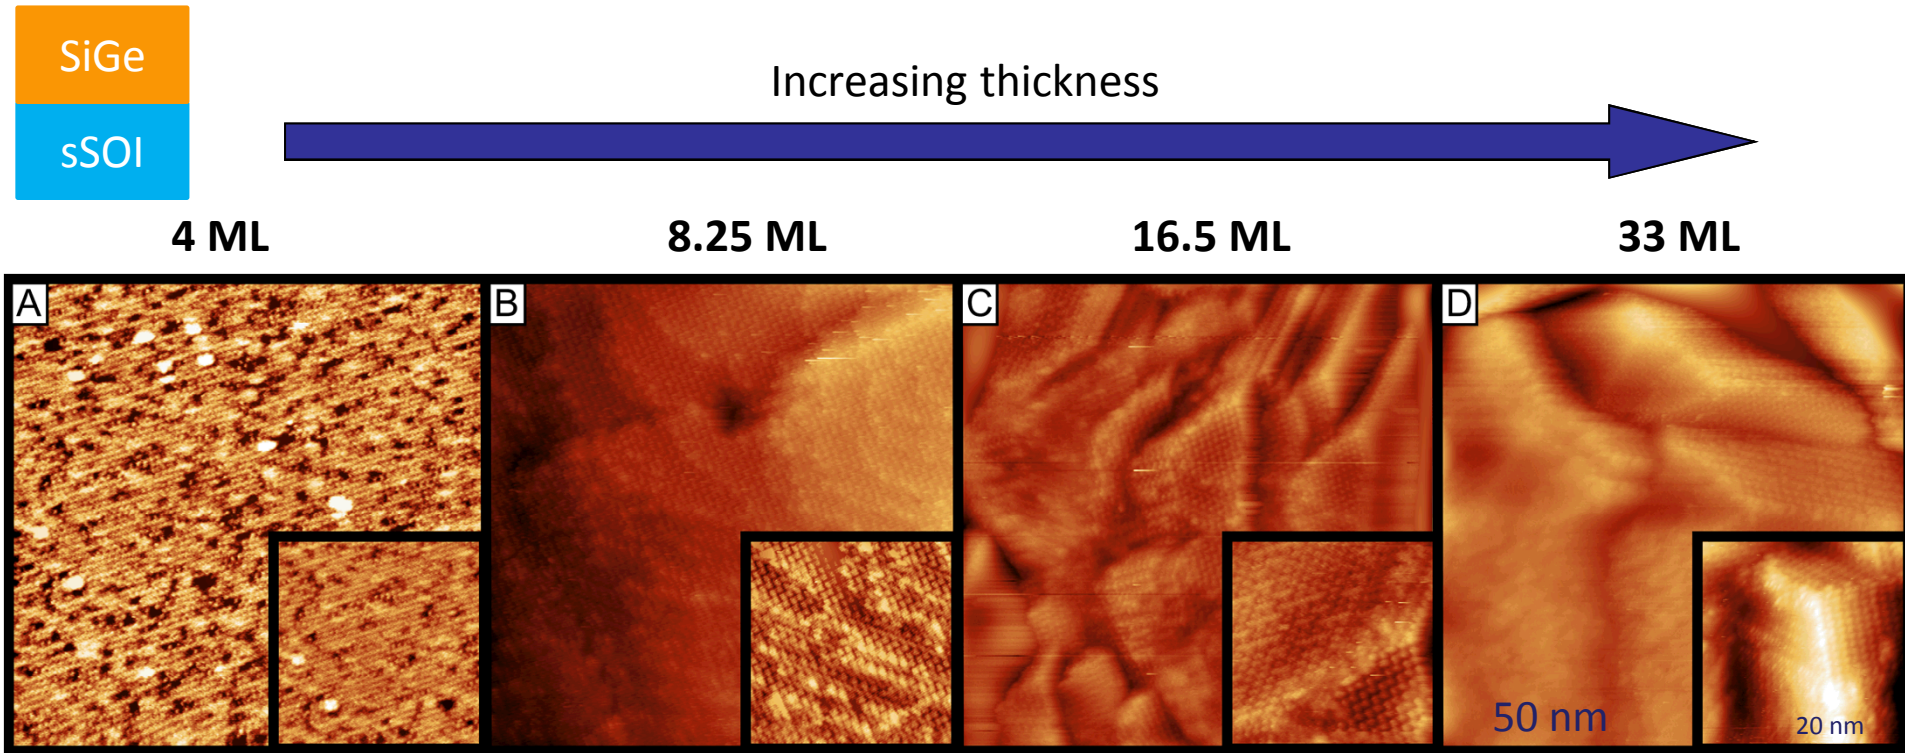 SiGe
sSOI
Increasing thickness
4 ML
8.25 ML
16.5 ML
33 ML
A
B
C
D
50 nm
20 nm